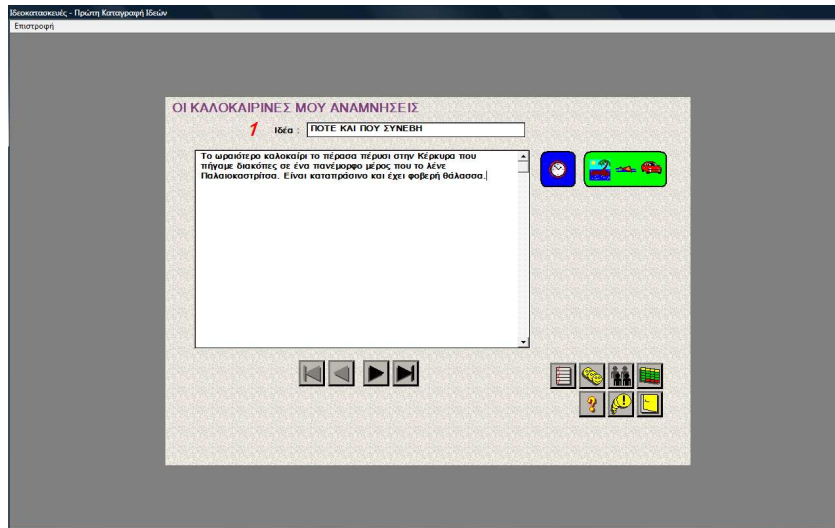 Ιδεοκατασκευές - Πρώτη Καταγραφή Ιδεών
Επιστροφή
ΟΙ ΚΑΛΟΚΑΙΡΙΝΕΣ ΜΟΥ ΑΝΑΜΝΗΣΕΙΣ
1 Ιδέα : ΠΟΤΕ ΚΑΙ ΠΟΥ ΣΥΝΕΒΗ
Το ωραιότερο καλοκαίρι το πέρασα πέρυσι στην Κέρκυρα που
πήγαμε διακόπες σε ένα πανέμορφο μέρος που το λένε
Παλαιοκαστρίτσα. Είναι καταπράσινο και έχει φοβερή θάλασσα.